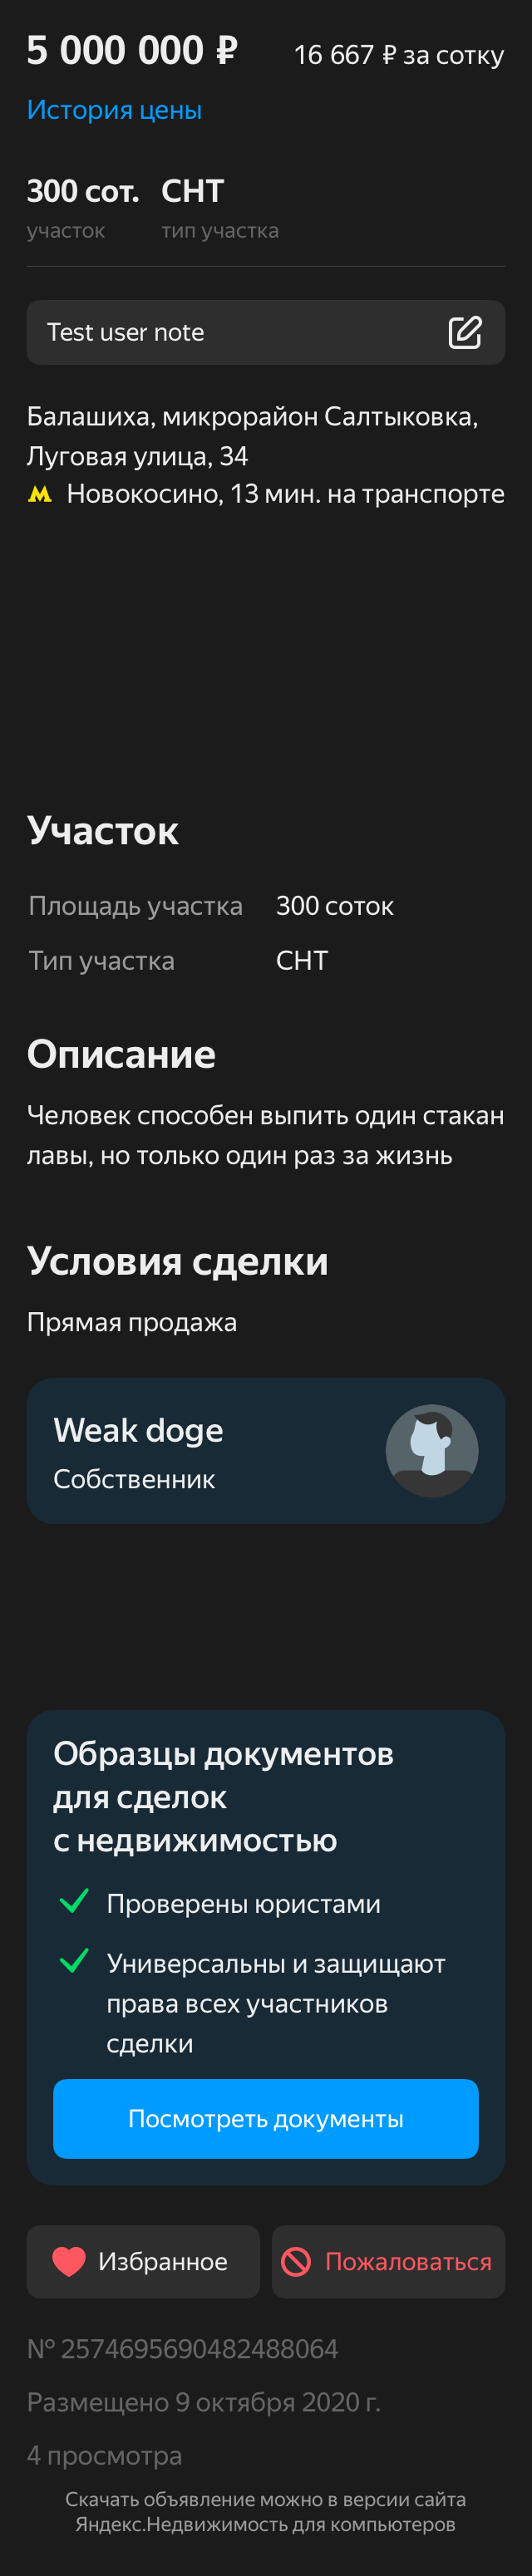 5 000 000 ₽ 16 667 ₽ за сотку
История цены
300 сот. СНТ
участок тип участка
Test user note
Балашиха, микрорайон Салтыковка,
Луговая улица, 34
Новокосино, 13 мин. на транспорте
Участок
Площадь участка 300 соток
Тип участка СНТ
Описание
Человек способен выпить один стакан
лавы, но только один раз за жизнь
Условия сделки
Прямая продажа
Weak doge
Собственник
Образцы документов
для сделок
с недвижимостью
Проверены юристами
Универсальны и защищают
права всех участников
сделки
Посмотреть документы
Избранное Пожаловаться
№ 2574695690482488064
Размещено 9 октября 2020 г.
4 просмотра
Скачать объявление можно в версии сайта
Яндекс.Недвижимость для компьютеров